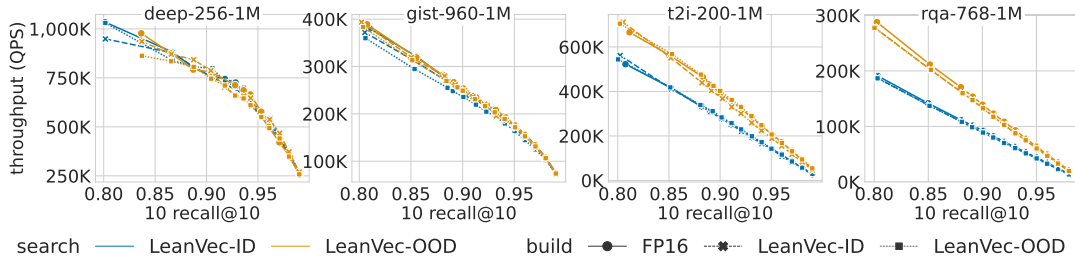 deep-256-1M gist-960-1M t2i-200-1M rqa-768-1M
throughput (QPS)
1,000K
750K
500K
250K
0.80 0.85 0.90 0.95
10 recall@10
400K
300K
200K
100K
0.80 0.85 0.90 0.95
10 recall@10
600K
400K
200K
0K
0.80 0.85 0.90 0.95
10 recall@10
300K
200K
100K
0K
0.80 0.85 0.90 0.95
10 recall@10
search LeanVec-ID LeanVec-OOD build FP16 LeanVec-ID LeanVec-OOD